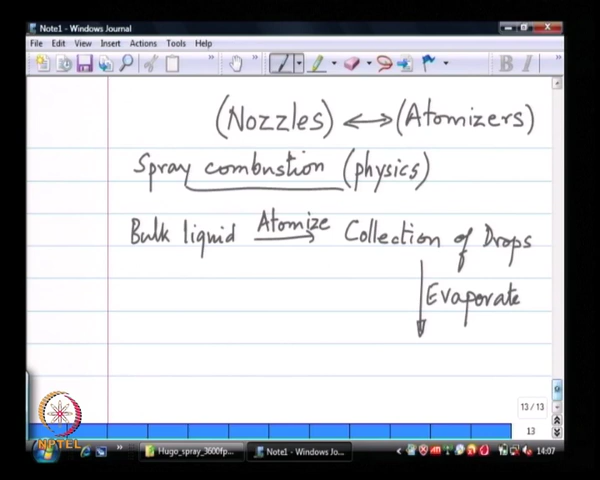 Note1 - Windows Journal
File Edit View Insert Actions Tools Help
B I
(Nozzles) ↔ (Atomizers)
Spray combustion (physics)
Bulk liquid Atomize → Collection of Drops
Evaporate
13 / 13
13
NPTEL
Hugo_spray_3600fp...
Note1 - Windows Jo...
14:07